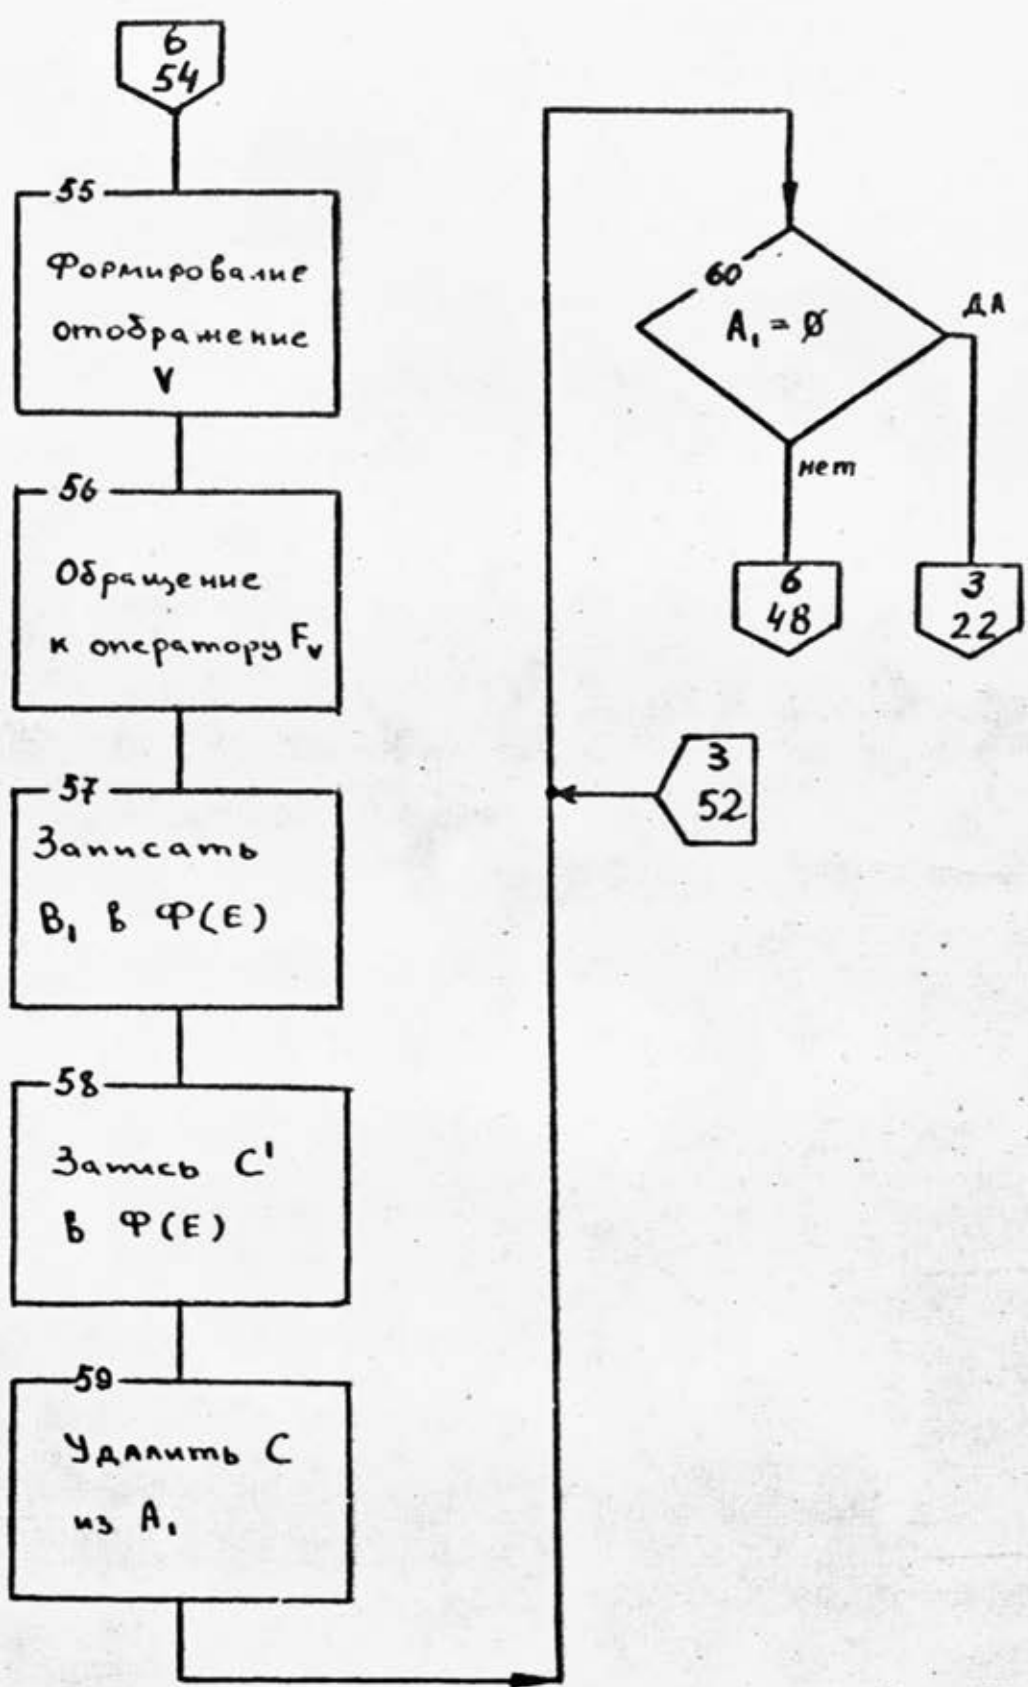 6
54
55
Формировалие
отображение
V
56
Обращение
к оператору Fᵥ
57
Записать
B₁ в Ф(E)
58
Запись C'
в Ф(E)
59
Удалить C
из A₁
60
A₁ = Ø
ДА
нет
6
48
3
22
3
52